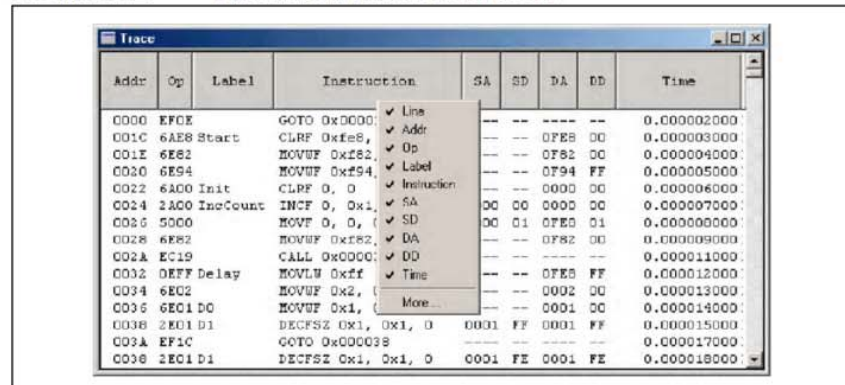 Trace
Addr Op Label Instruction SA SD DA DD Time
0000 EF0E GOTO 0x0000 -- -- ---- -- 0.000002000
001C 6AE8 Start CLRF 0xfe8, -- -- 0FE8 00 0.000003000
001E 6E82 MOVWF 0xf82, -- -- 0F82 00 0.000004000
0020 6E94 MOVWF 0xf94, -- -- 0F94 FF 0.000005000
0022 6A00 Init CLRF 0, 0 -- -- 0000 00 0.000006000
0024 2A00 IncCount INCF 0, 0x1, 00 00 0000 00 0.000007000
0026 5000 MOVF 0, 0, 00 01 0FE8 01 0.000008000
0028 6E82 MOVWF 0xf82, -- -- 0F82 00 0.000009000
002A EC19 CALL 0x0000 -- -- ---- -- 0.000011000
0032 0EFF Delay MOVLW 0xff -- -- 0FE8 FF 0.000012000
0034 6E02 MOVWF 0x2, -- -- 0002 00 0.000013000
0036 6E01 D0 MOVWF 0x1, -- -- 0001 00 0.000014000
0038 2E01 D1 DECFSZ 0x1, 0x1, 0 0001 FF 0001 FF 0.000015000
003A EF1C GOTO 0x000038 ---- -- ---- -- 0.000017000
0038 2E01 D1 DECFSZ 0x1, 0x1, 0 0001 FE 0001 FE 0.000018000
✔ Line
✔ Addr
✔ Op
✔ Label
✔ Instruction
✔ SA
✔ SD
✔ DA
✔ DD
✔ Time
More...